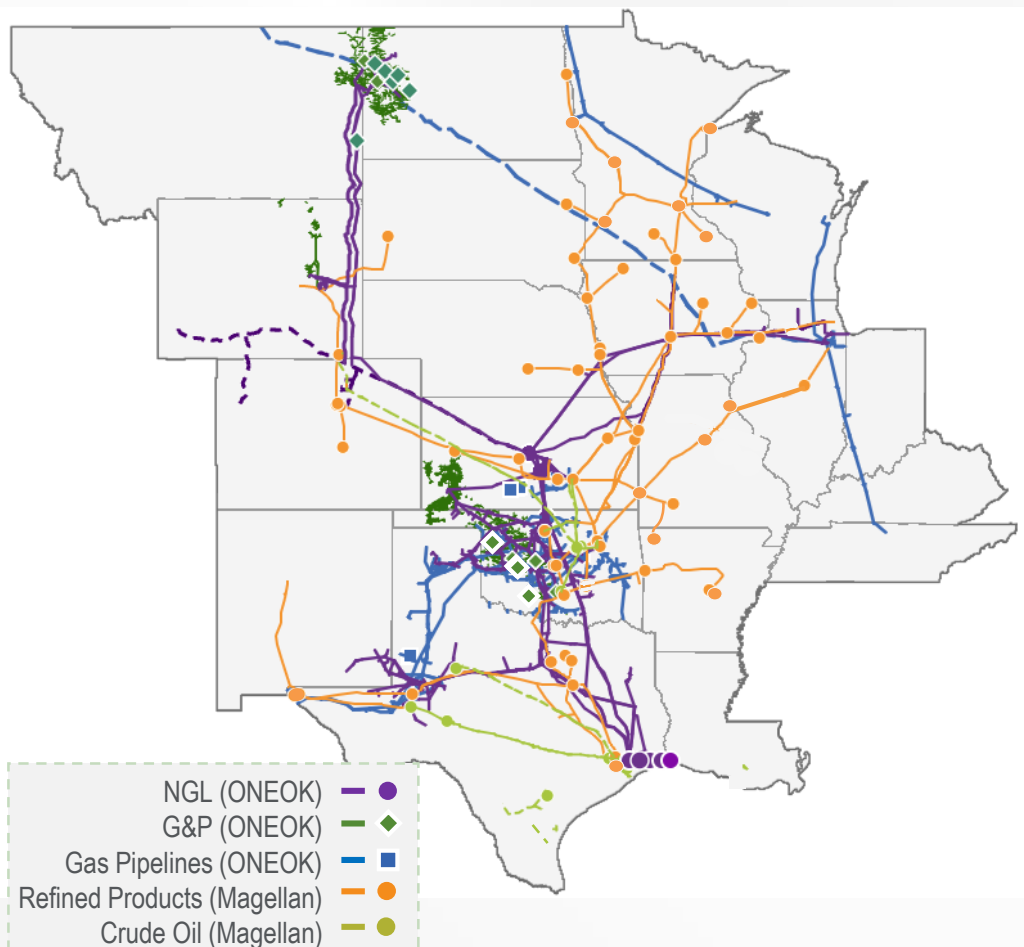 NGL (ONEOK)
G&P (ONEOK)
Gas Pipelines (ONEOK)
Refined Products (Magellan)
Crude Oil (Magellan)